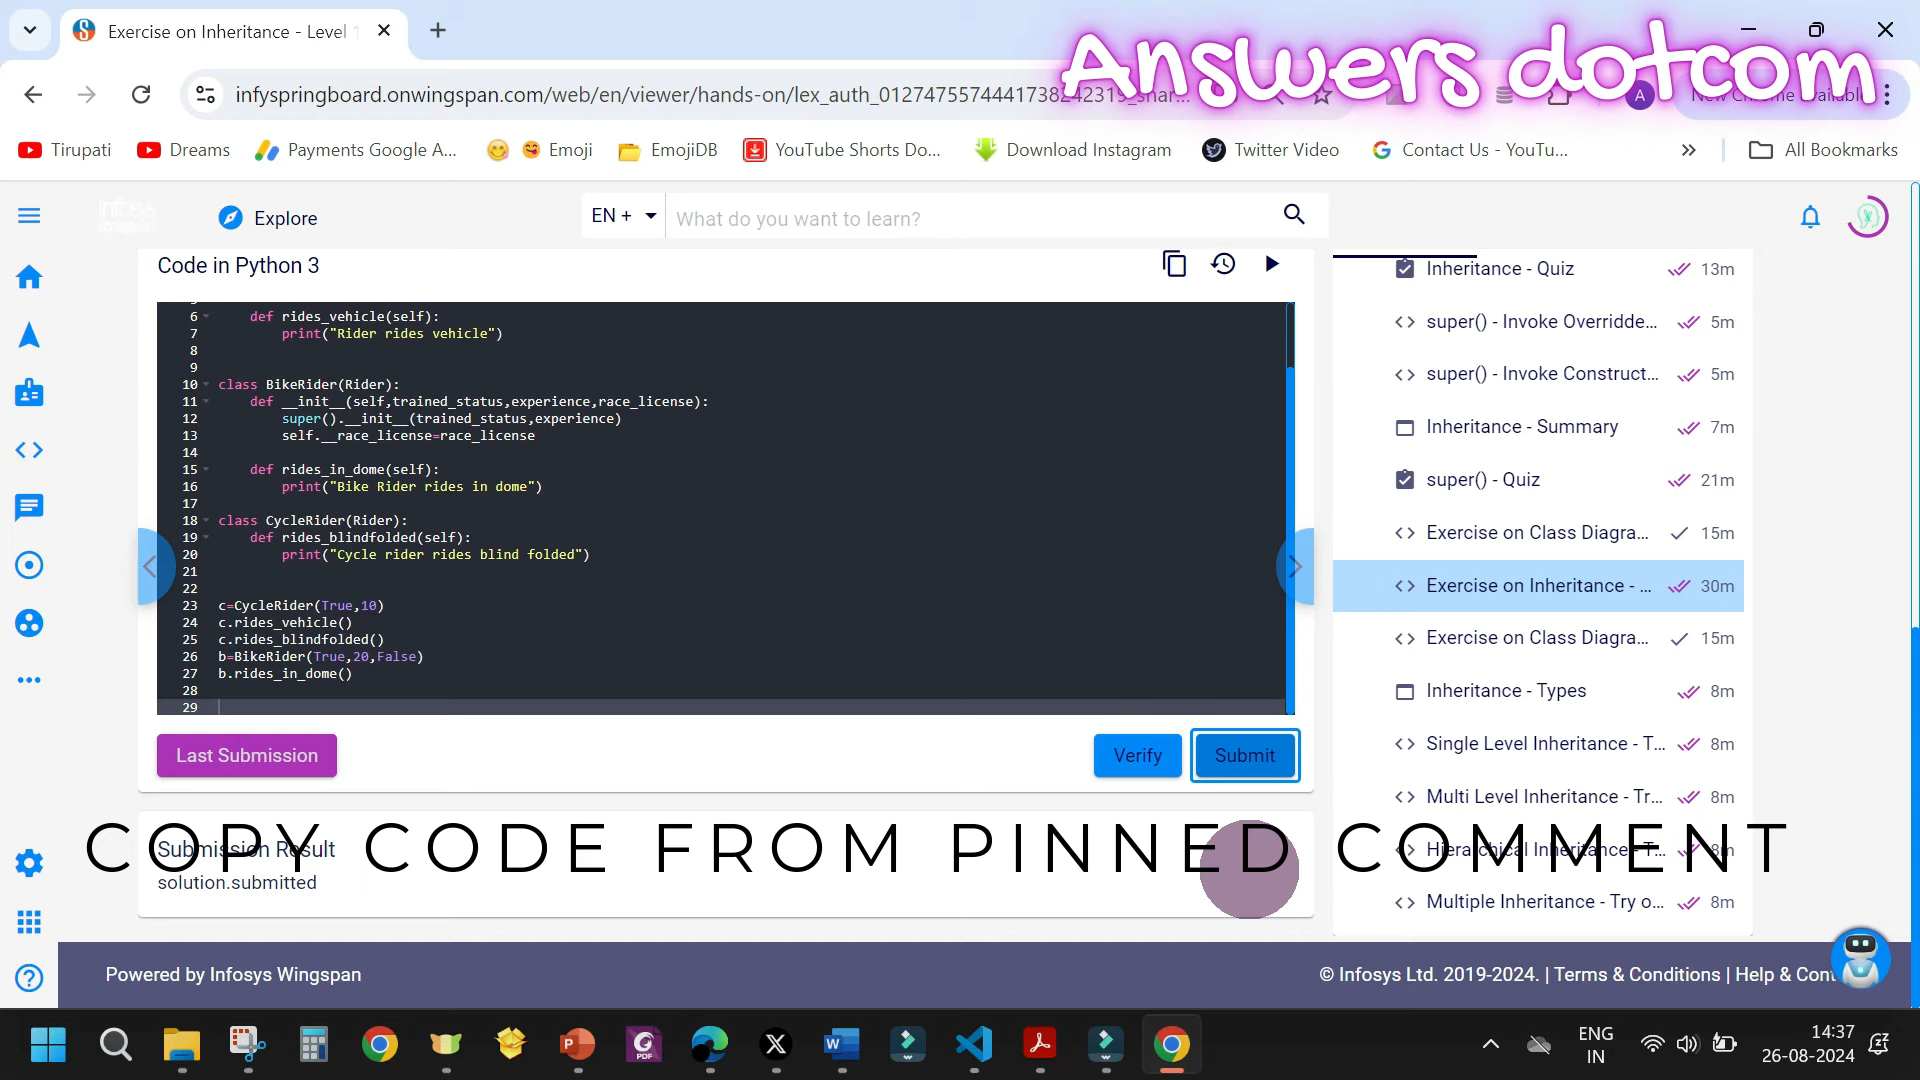 Exercise on Inheritance - Level 1
Answers dotcom
infyspringboard.onwingspan.com/web/en/viewer/hands-on/lex_auth_012747557444173824231
A
New Chrome available
Tirupati
Dreams
Payments Google A...
Emoji
EmojiDB
YouTube Shorts Do...
Download Instagram
Twitter Video
Contact Us - YouTu...
All Bookmarks
Explore
EN +
What do you want to learn?
Code in Python 3
6 def rides_vehicle(self):
7 print("Rider rides vehicle")
8
9
10 class BikeRider(Rider):
11 def __init__(self,trained_status,experience,race_license):
12 super().__init__(trained_status,experience)
13 self.__race_license=race_license
14
15 def rides_in_dome(self):
16 print("Bike Rider rides in dome")
17
18 class CycleRider(Rider):
19 def rides_blindfolded(self):
20 print("Cycle rider rides blind folded")
21
22
23 c=CycleRider(True,10)
24 c.rides_vehicle()
25 c.rides_blindfolded()
26 b=BikeRider(True,20,False)
27 b.rides_in_dome()
28
29
Last Submission
Verify
Submit
Submission Result
solution.submitted
COPY CODE FROM PINNED COMMENT
Inheritance - Quiz 13m
super() - Invoke Overridde... 5m
super() - Invoke Construct... 5m
Inheritance - Summary 7m
super() - Quiz 21m
Exercise on Class Diagra... 15m
Exercise on Inheritance - ... 30m
Exercise on Class Diagra... 15m
Inheritance - Types 8m
Single Level Inheritance - T... 8m
Multi Level Inheritance - Tr... 8m
Hierarchical Inheritance - T... 8m
Multiple Inheritance - Try o... 8m
Powered by Infosys Wingspan
© Infosys Ltd. 2019-2024. | Terms & Conditions | Help & Cont
ENG
IN
14:37
26-08-2024